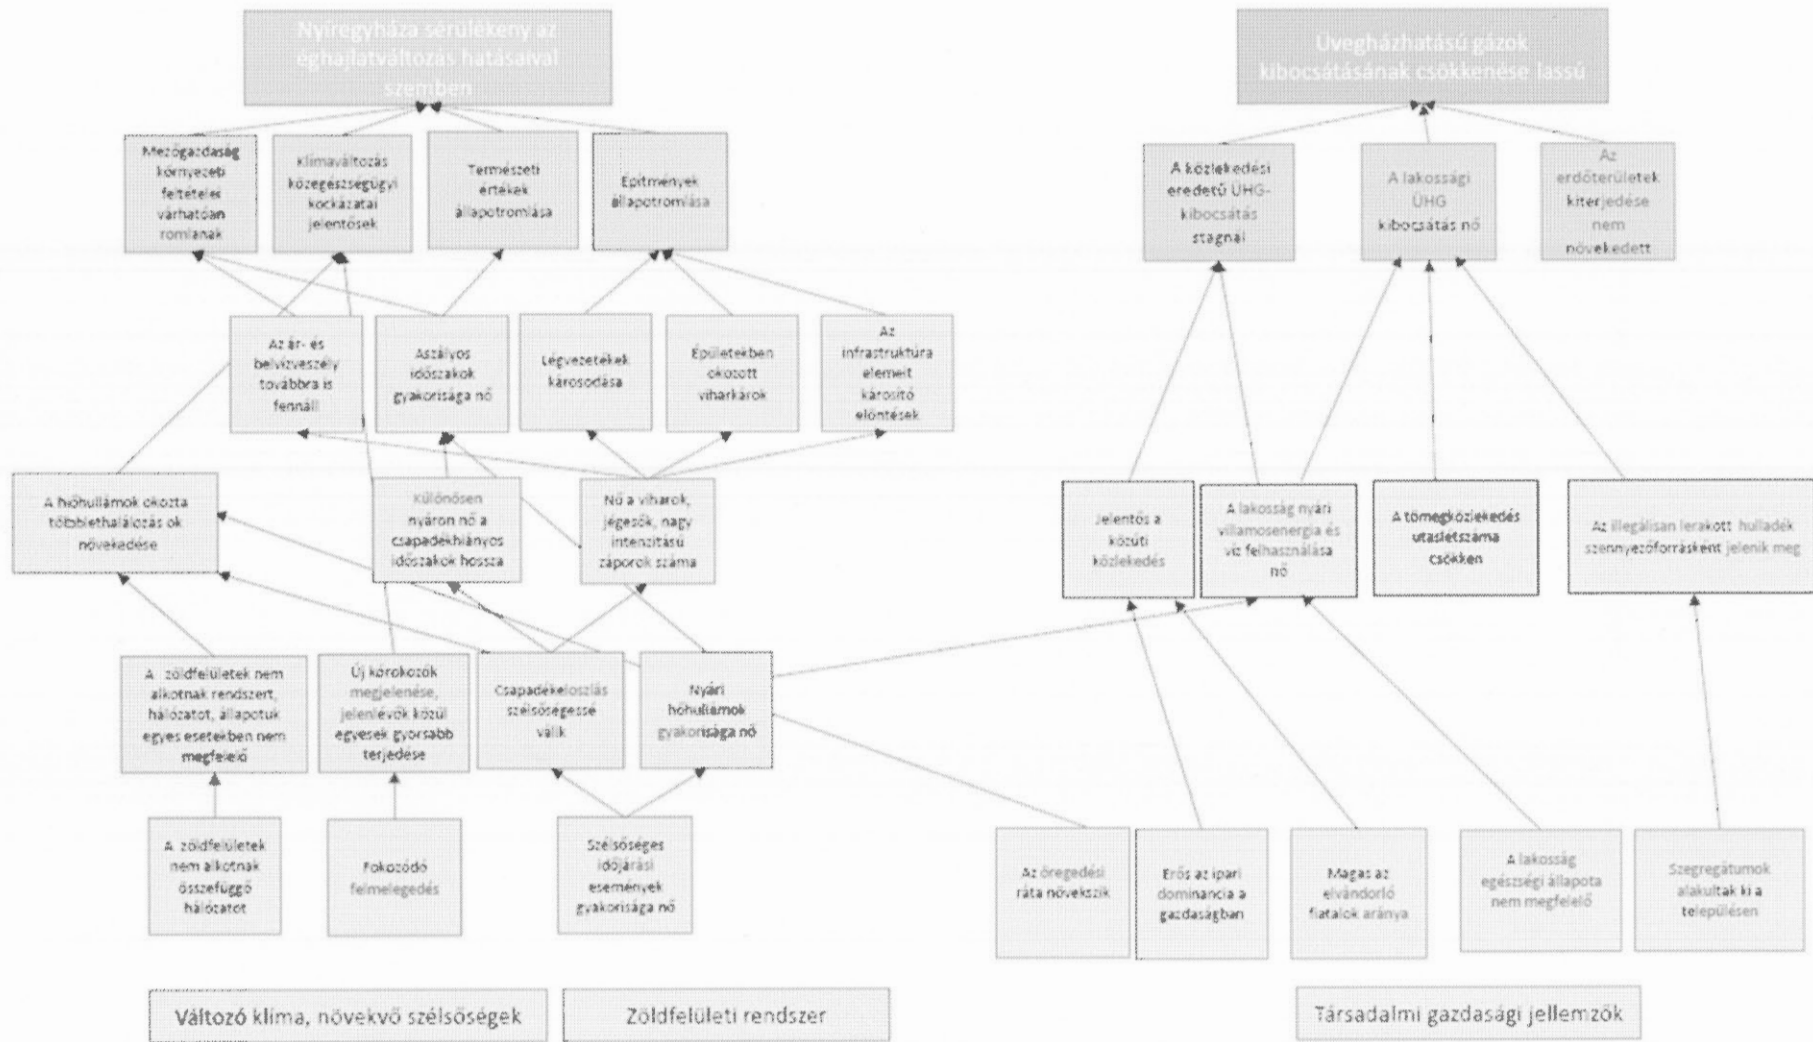 Nyíregyháza sérülékeny az
éghajlatváltozás hatásaival
szemben
Üvegházhatású gázok
kibocsátásának csökkenése lassú
Mezőgazdaság
környezeti
feltételei
várhatóan
romlanak
Klímaváltozás
közegészségügyi
kockázatai
jelentősek
Természeti
értékek
állapotromlása
Építmények
állapotromlása
A közlekedési
eredetű ÜHG-
kibocsátás
stagnál
A lakossági
ÜHG
kibocsátás nő
Az
erdőterületek
kiterjedése
nem
növekedett
Az ár- és
belvízveszély
továbbra is
fennáll
Aszályos
időszakok
gyakorisága nő
Légvezetékek
károsodása
Épületekben
okozott
viharkárok
Az
infrastruktúra
elemeit
károsító
elöntések
A hőhullámok okozta
többlethalálozás ok
növekedése
Különösen
nyáron nő a
csapadékhiányos
időszakok hossza
Nő a viharok,
jégesők, nagy
intenzitású
záporok száma
Jelentős a
közúti
közlekedés
A lakosság nyári
villamosenergia és
víz felhasználása
nő
A tömegközlekedés
utaslétszáma
csökken
Az illegálisan lerakott hulladék
szennyezőforrásként jelenik meg
A zöldfelületek nem
alkotnak rendszert,
hálózatot, állapotuk
egyes esetekben nem
megfelelő
Új kórokozók
megjelenése,
jelenlévők közül
egyesek gyorsabb
terjedése
Csapadékeloszlás
szélsőségessé
válik
Nyári
hőhullámok
gyakorisága nő
A zöldfelületek
nem alkotnak
összefüggő
hálózatot
Fokozódó
felmelegedés
Szélsőséges
időjárási
események
gyakorisága nő
Az öregedési
ráta növekszik
Erős az ipari
dominancia a
gazdaságban
Magas az
elvándorló
fiatalok aránya
A lakosság
egészségi állapota
nem megfelelő
Szegregátumok
alakultak ki a
településen
Változó klíma, növekvő szélsőségek
Zöldfelületi rendszer
Társadalmi gazdasági jellemzők